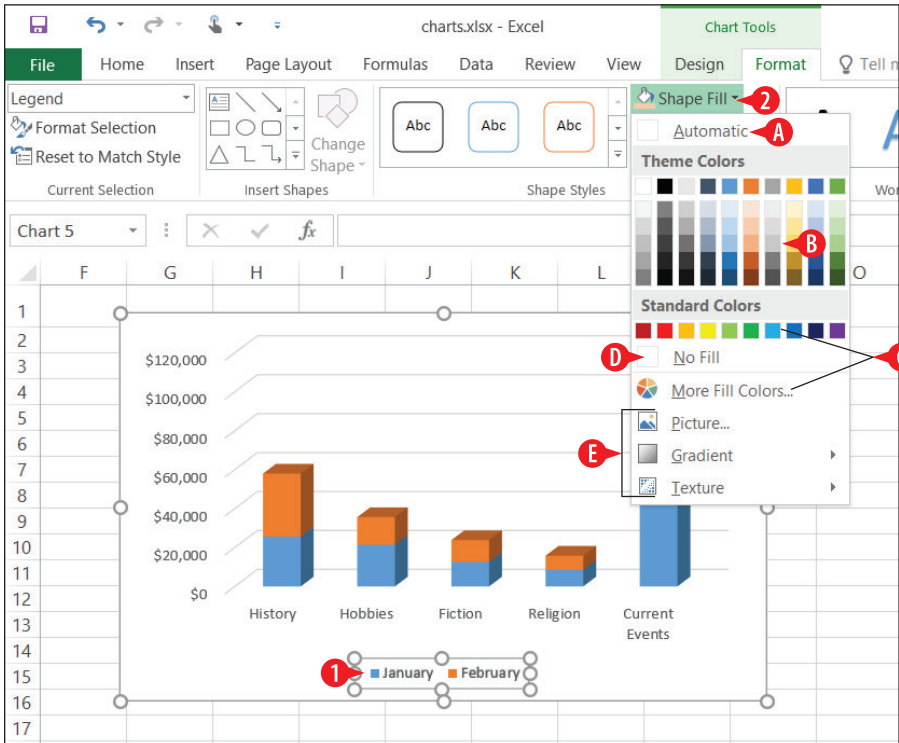 charts.xlsx - Excel
Chart Tools
File Home Insert Page Layout Formulas Data Review View Design Format Tell
Legend
Format Selection
Reset to Match Style
Current Selection
Change
Shape
Insert Shapes
Abc Abc Abc
Shape Styles
Shape Fill 2
Automatic A
Theme Colors
B
Standard Colors
D No Fill
More Fill Colors...
Picture...
E Gradient
Texture
Chart 5 fx
F G H I J K L O
1
2
3
4
5
6
7
8
9
10
11
12
13
14
15
16
17
$120,000
$100,000
$80,000
$60,000
$40,000
$20,000
$0
History Hobbies Fiction Religion Current
Events
1 January February